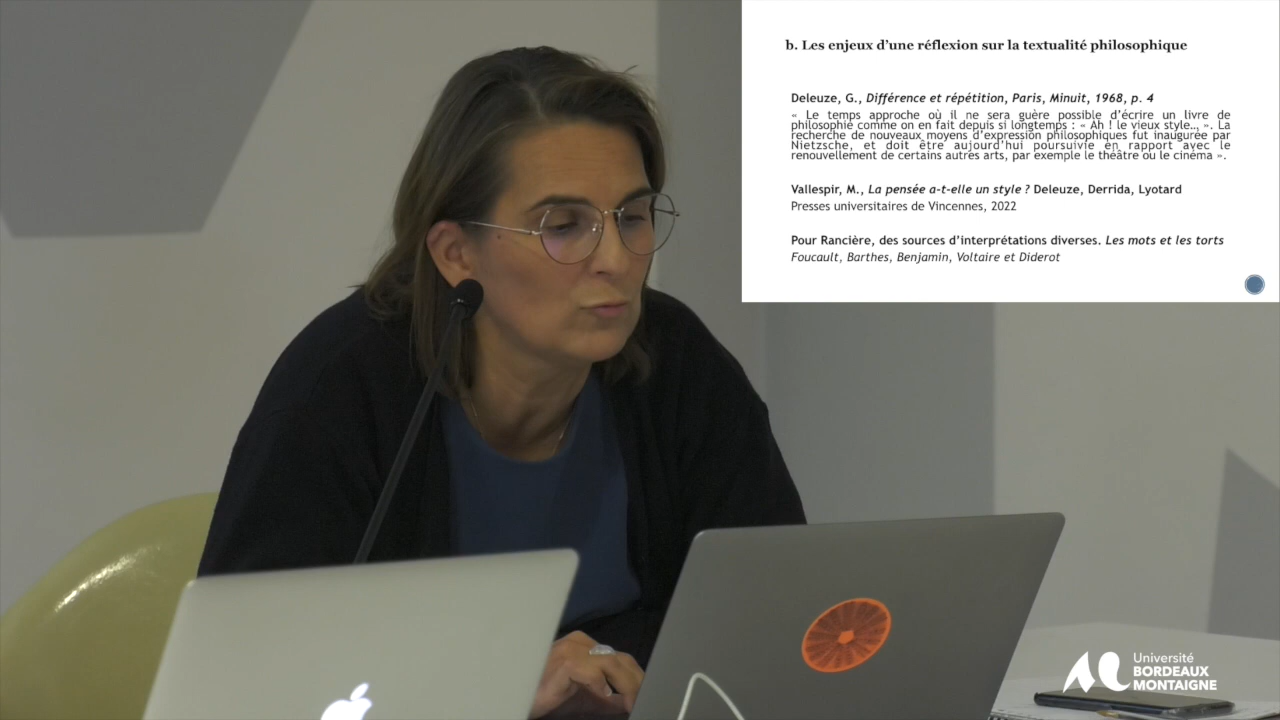 b. Les enjeux d'une réflexion sur la textualité philosophique
Deleuze, G., Différence et répétition, Paris, Minuit, 1968, p. 4
« Le temps approche où il ne sera guère possible d'écrire un livre de
philosophie comme on en fait depuis si longtemps : « Ah ! le vieux style… ». La
recherche de nouveaux moyens d'expression philosophiques fut inaugurée par
Nietzsche, et doit être aujourd'hui poursuivie en rapport avec le
renouvellement de certains autres arts, par exemple le théâtre ou le cinéma ».
Vallespir, M., La pensée a-t-elle un style ? Deleuze, Derrida, Lyotard
Presses universitaires de Vincennes, 2022
Pour Rancière, des sources d'interprétations diverses. Les mots et les torts
Foucault, Barthes, Benjamin, Voltaire et Diderot
Université
BORDEAUX
MONTAIGNE